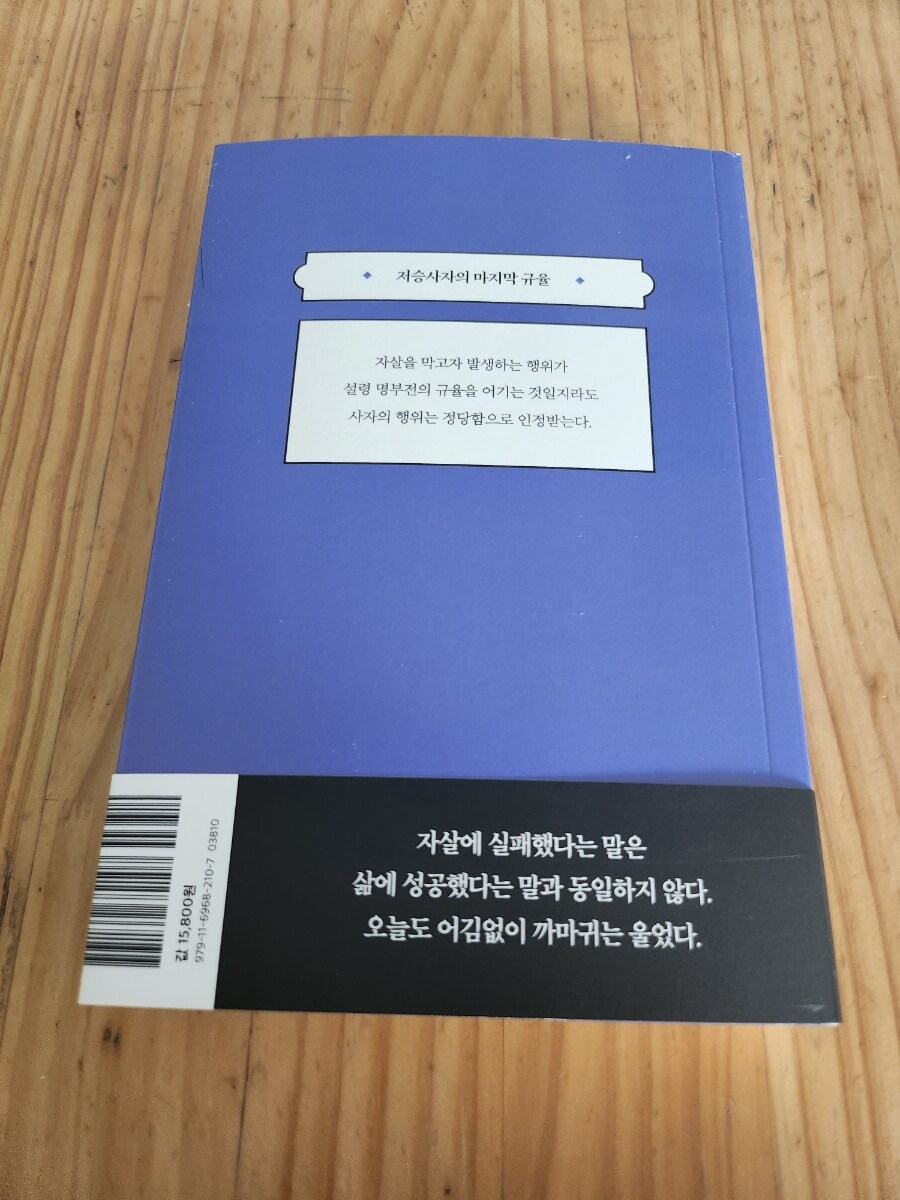 저승사자의 마지막 규율
자살을 막고자 발생하는 행위가
설령 명부전의 규율을 어기는 것일지라도
사자의 행위는 정당함으로 인정받는다.
자살에 실패했다는 말은
삶에 성공했다는 말과 동일하지 않다.
오늘도 어김없이 까마귀는 울었다.
값 15,800원
979-11-6968-210-7 03810